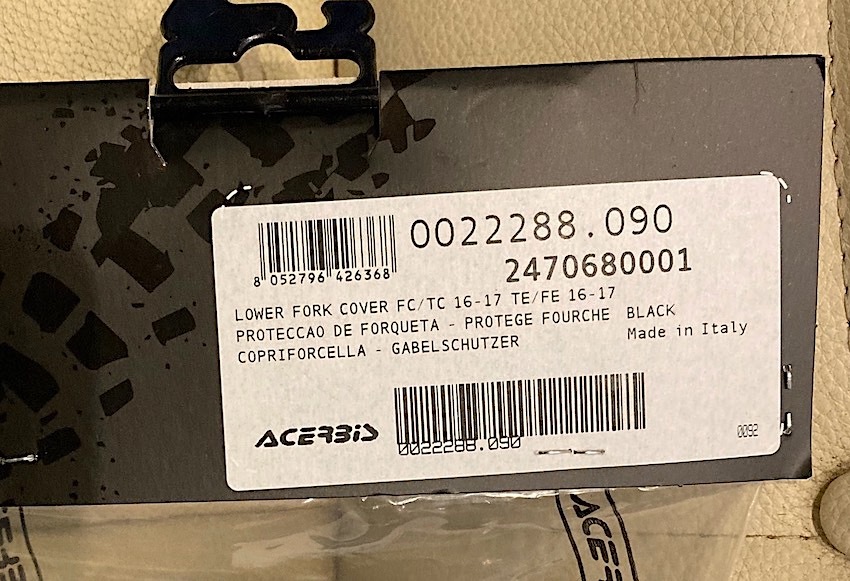 0022288.090
8 052796 426368
2470680001
LOWER FORK COVER FC/TC 16-17 TE/FE 16-17
PROTECCAO DE FORQUETA - PROTEGE FOURCHE BLACK
COPRIFORCELLA - GABELSCHUTZER Made in Italy
ACERBIS
0022288.090
0092
ACER